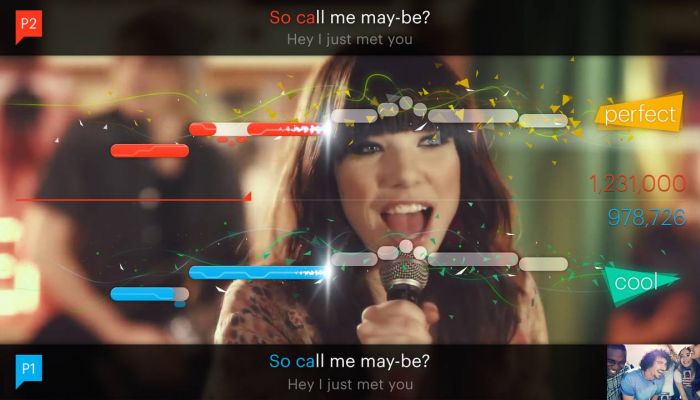 P2
So call me may-be?
Hey I just met you
perfect
1,231,000
978,726
cool
P1
So call me may-be?
Hey I just met you